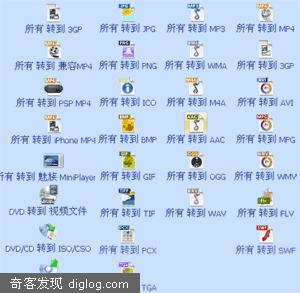 所有 转到 3GP
所有 转到 JPG
所有 转到 MP3
所有 转到 MP4
所有 转到 兼容MP4
所有 转到 PNG
所有 转到 WMA
所有 转到 3GP
所有 转到 PSP MP4
所有 转到 ICO
所有 转到 M4A
所有 转到 AVI
所有 转到 iPhone MP4
所有 转到 BMP
所有 转到 AAC
所有 转到 MPG
所有 转到 魅族 MiniPlayer
所有 转到 GIF
所有 转到 OGG
所有 转到 WMV
DVD 转到 视频文件
所有 转到 TIF
所有 转到 WAV
所有 转到 FLV
DVD/CD 转到 ISO/CSO
所有 转到 PCX
所有 转到 SWF
TGA
奇客发现 diglog.com